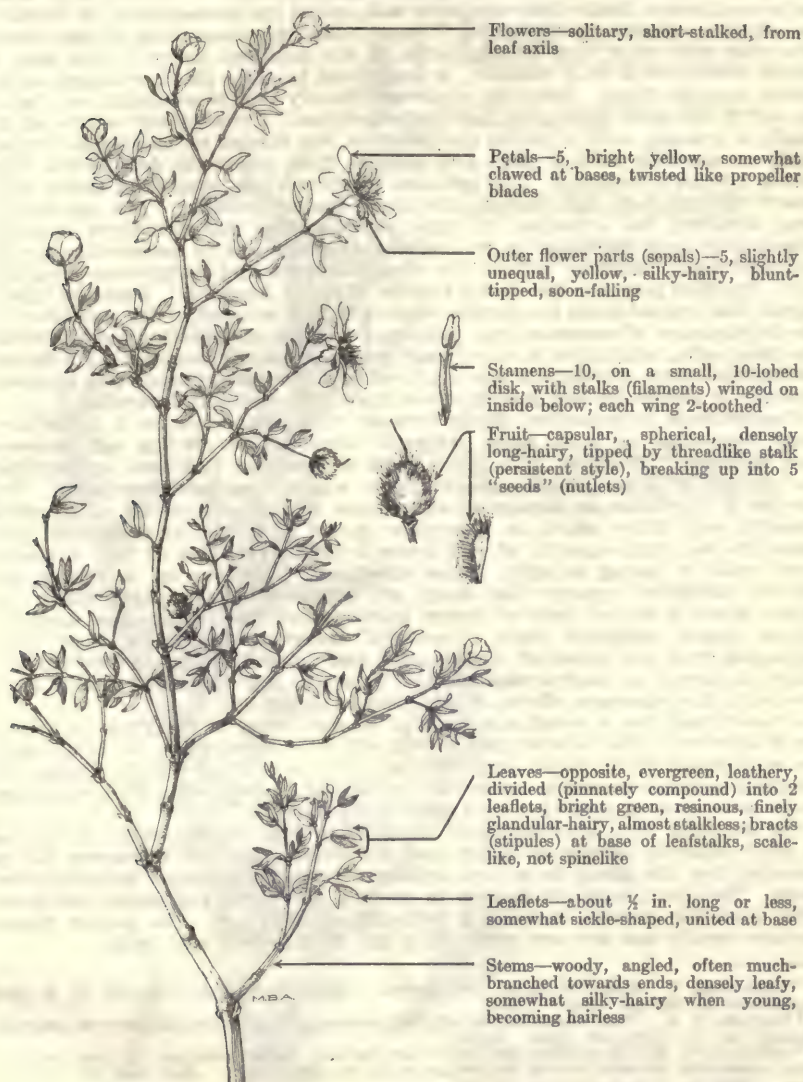 Flowers—solitary, short-stalked, from
leaf axils
Petals—5, bright yellow, somewhat
clawed at bases, twisted like propeller
blades
Outer flower parts (sepals)—5, slightly
unequal, yellow, silky-hairy, blunt-
tipped, soon-falling
Stamens—10, on a small, 10-lobed
disk, with stalks (filaments) winged on
inside below; each wing 2-toothed
Fruit—capsular, spherical, densely
long-hairy, tipped by threadlike stalk
(persistent style), breaking up into 5
"seeds" (nutlets)
Leaves—opposite, evergreen, leathery,
divided (pinnately compound) into 2
leaflets, bright green, resinous, finely
glandular-hairy, almost stalkless; bracts
(stipules) at base of leafstalks, scale-
like, not spinelike
Leaflets—about ½ in. long or less,
somewhat sickle-shaped, united at base
Stems—woody, angled, often much-
branched towards ends, densely leafy,
somewhat silky-hairy when young,
becoming hairless
M.B.A.